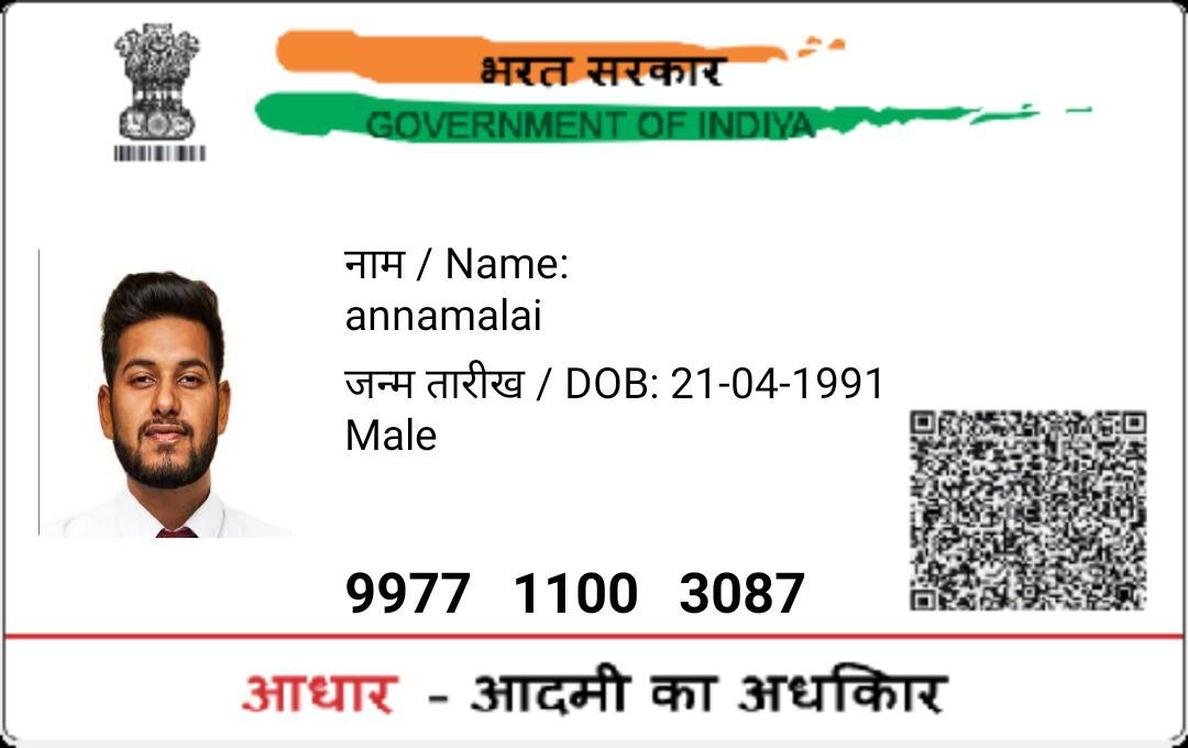 भरत सरकार
GOVERNMENT OF INDIYA
नाम / Name:
annamalai
जन्म तारीख / DOB: 21-04-1991
Male
9977 1100 3087
आधार - आदमी का अधकिार